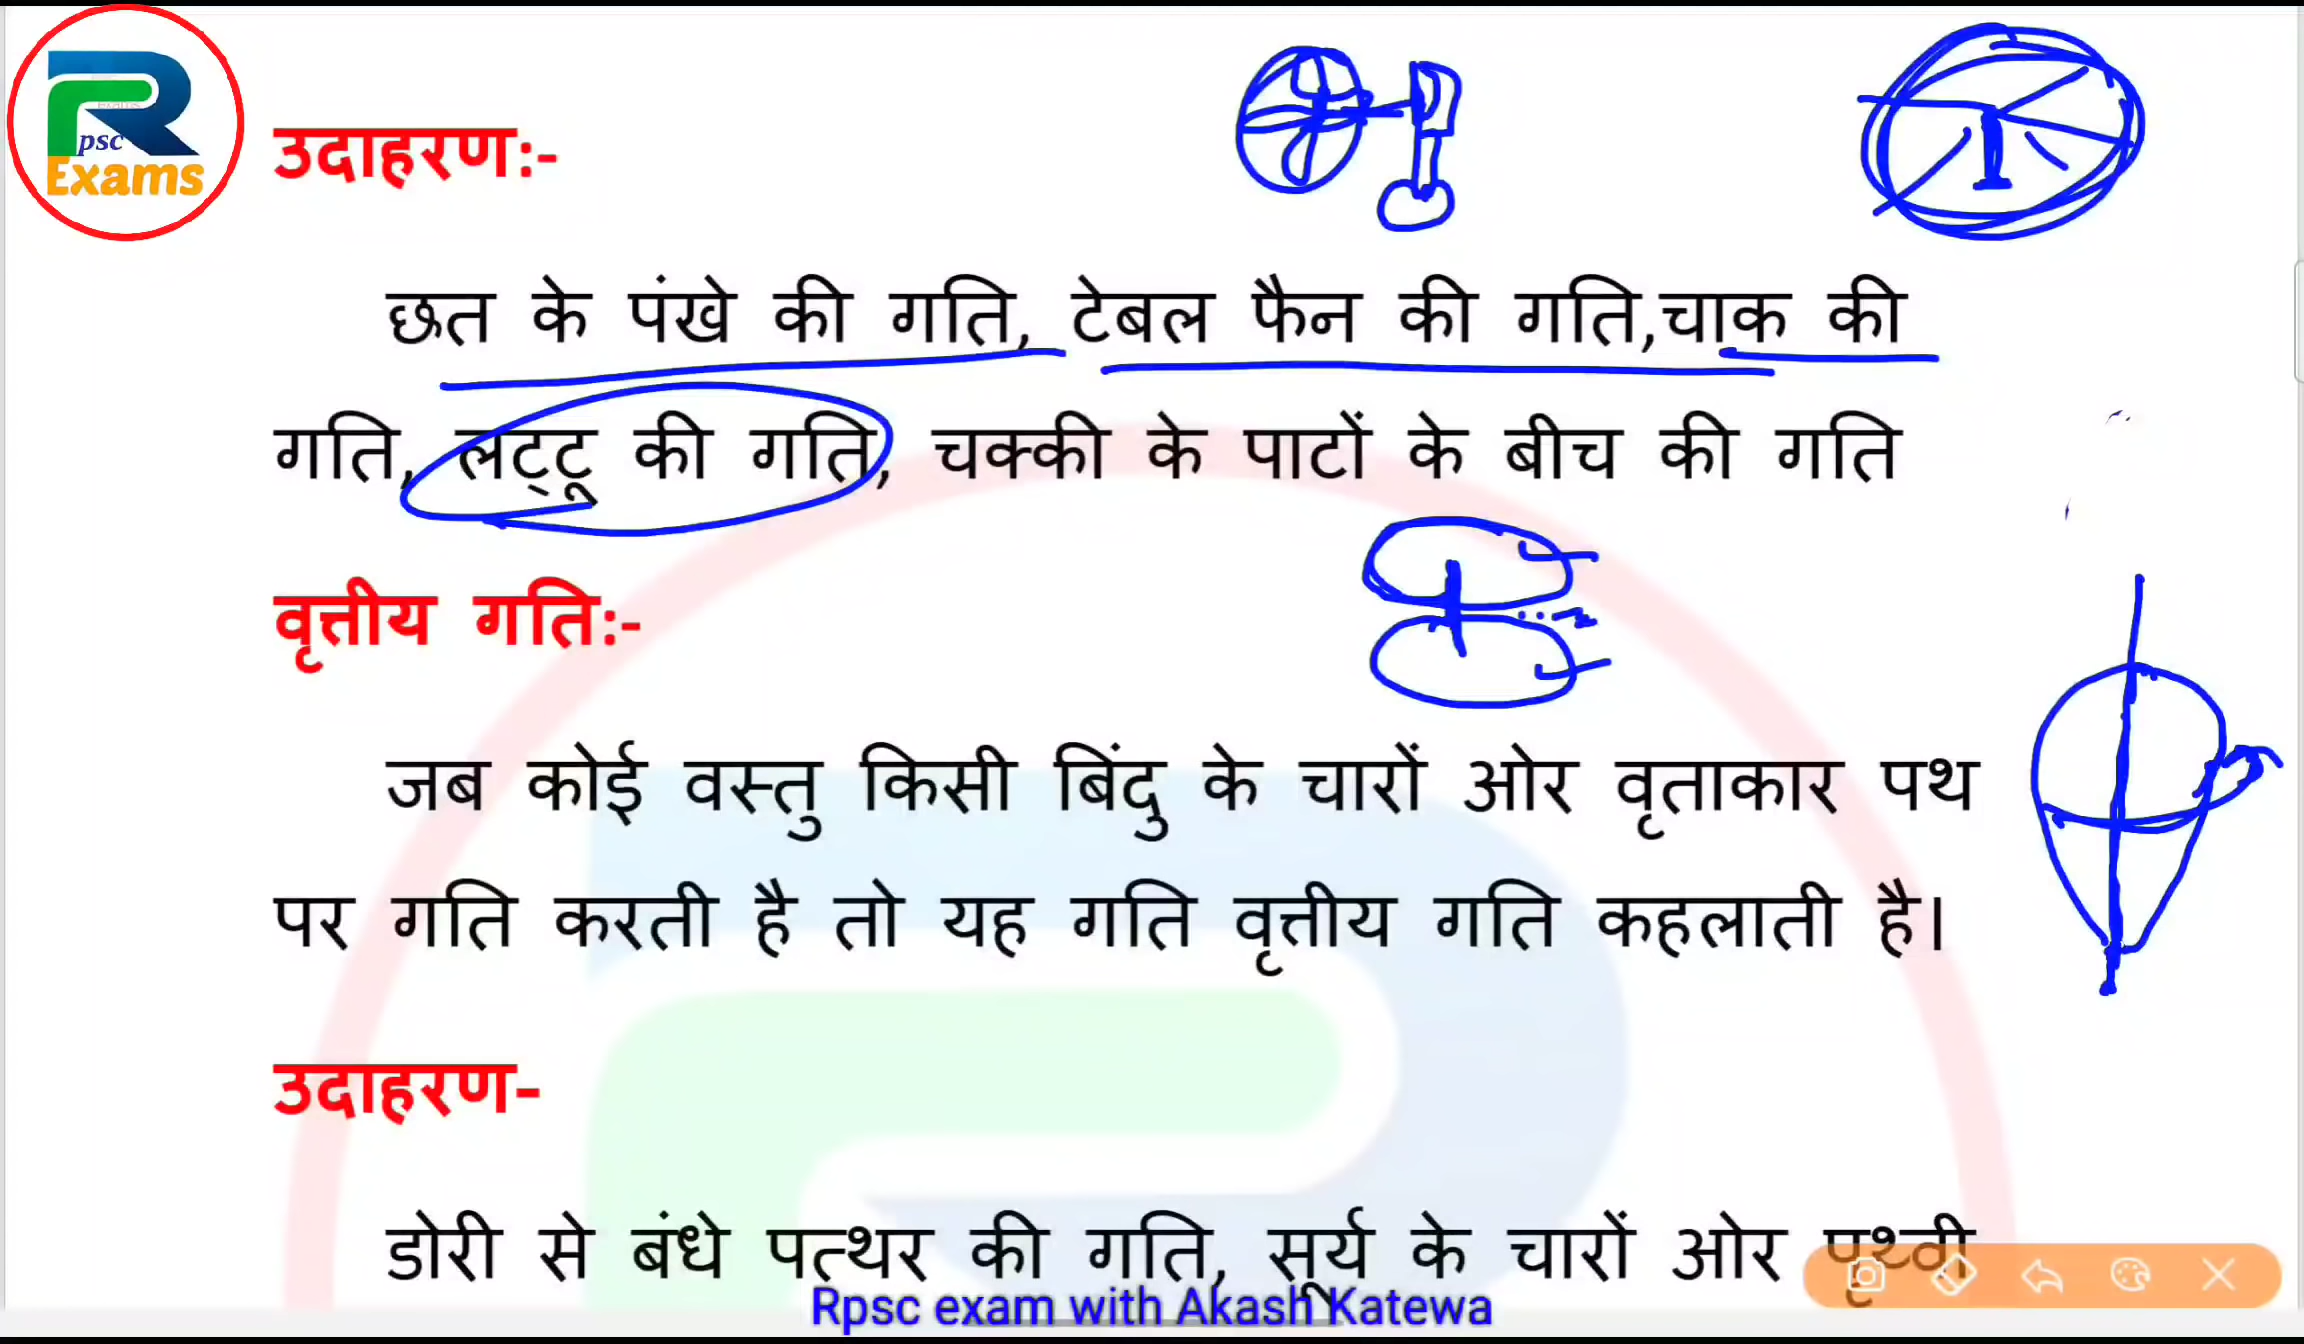 psc
Exams
उदाहरण:-
छत के पंखे की गति, टेबल फैन की गति,चाक की
गति, लट्टू की गति, चक्की के पाटों के बीच की गति
वृत्तीय गति:-
जब कोई वस्तु किसी बिंदु के चारों ओर वृताकार पथ
पर गति करती है तो यह गति वृत्तीय गति कहलाती है।
उदाहरण-
डोरी से बंधे पत्थर की गति, सूर्य के चारों ओर पृथ्वी
Rpsc exam with Akash Katewa